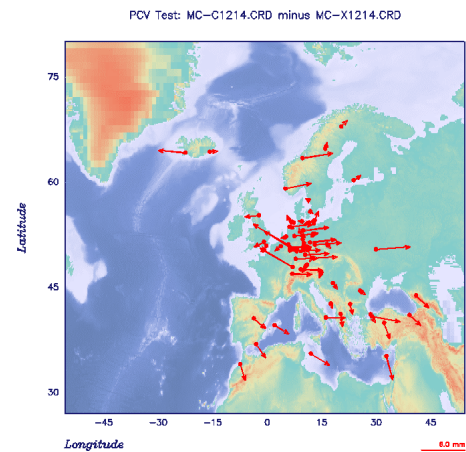 PCV Test: MC-C1214.CRD minus MC-X1214.CRD
75
60
Latitude
45
30
-45 -30 -15 0 15 30 45
Longitude
6.0 mm